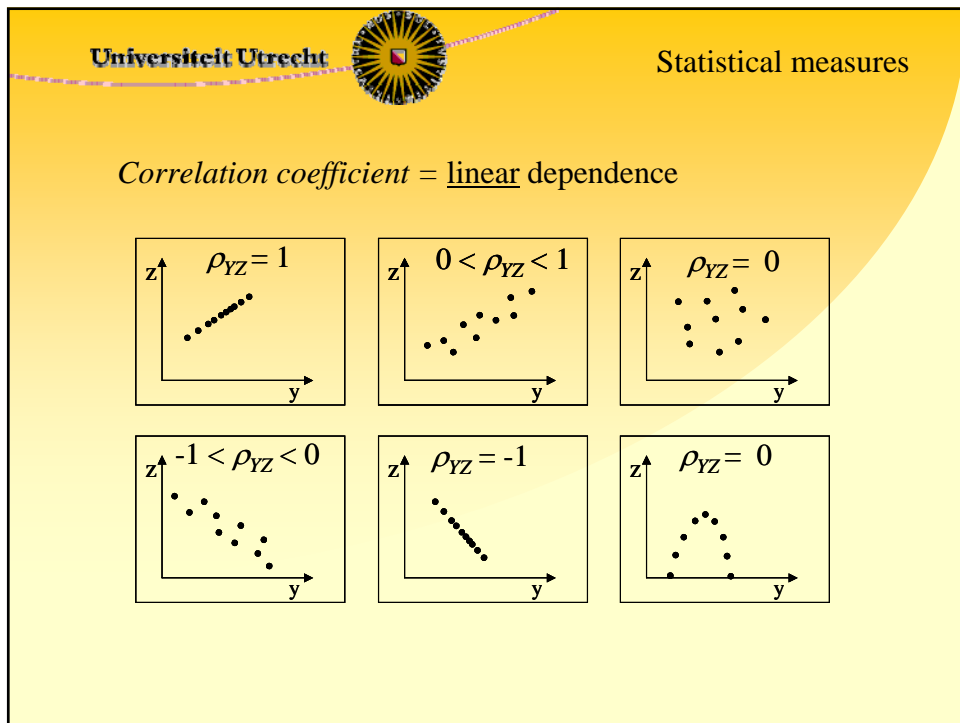 Universiteit Utrecht
Statistical measures
Correlation coefficient = linear dependence
ρYZ = 1
z
y
0 < ρYZ < 1
z
y
ρYZ = 0
z
y
-1 < ρYZ < 0
z
y
ρYZ = -1
z
y
ρYZ = 0
z
y